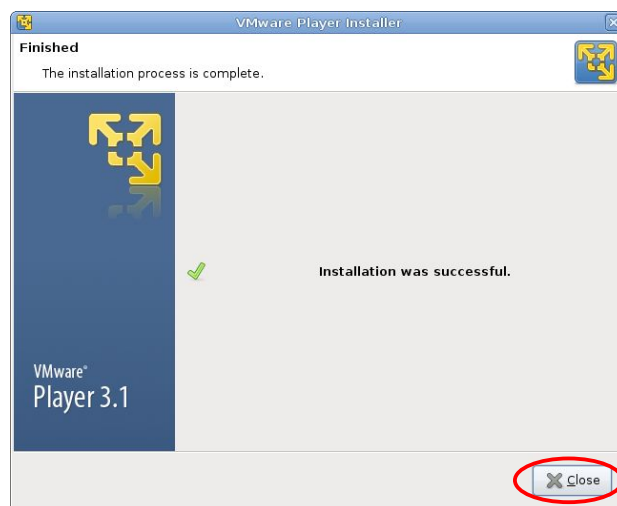 VMware Player Installer
Finished
The installation process is complete.
Installation was successful.
VMware®
Player 3.1
Close